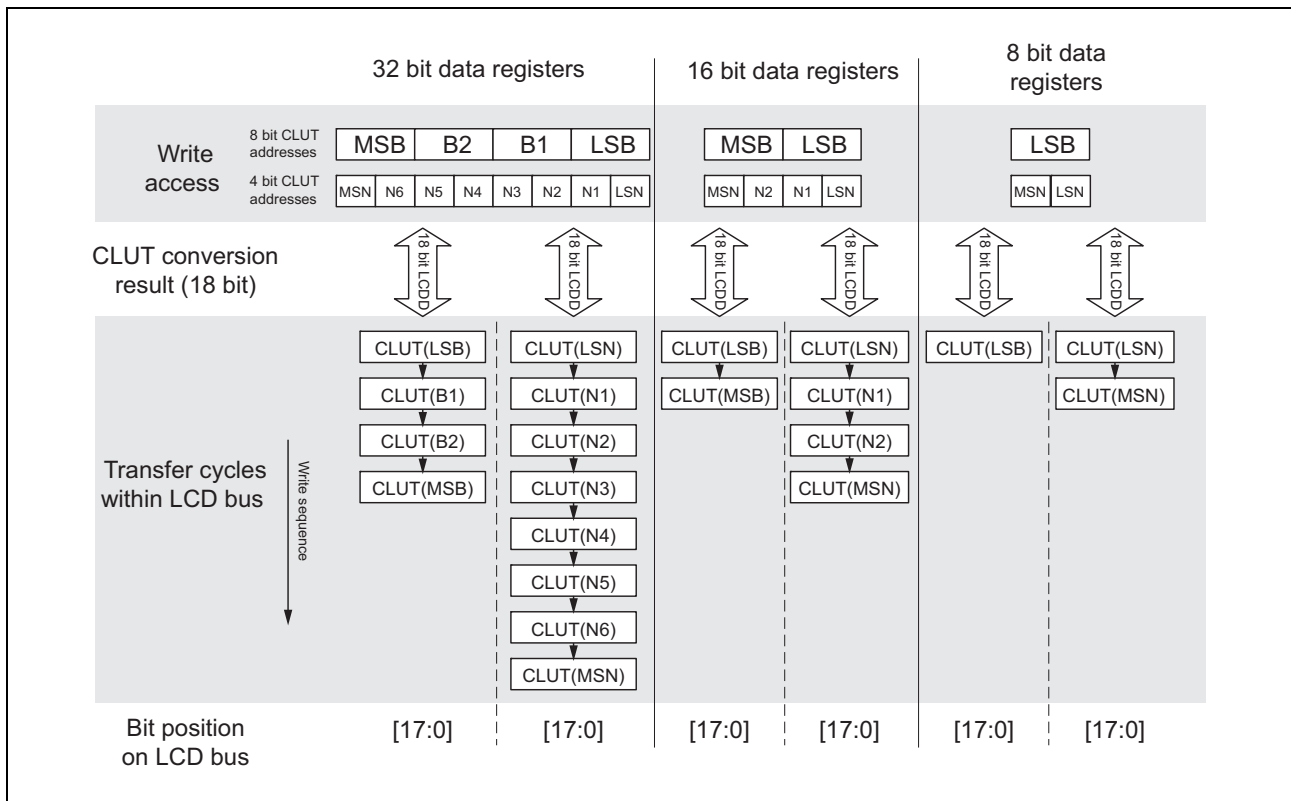 32 bit data registers
16 bit data registers
8 bit data
registers
Write
access
8 bit CLUT
addresses
MSB B2 B1 LSB
MSB LSB
LSB
4 bit CLUT
addresses
MSN N6 N5 N4 N3 N2 N1 LSN
MSN N2 N1 LSN
MSN LSN
CLUT conversion
result (18 bit)
18 bit LCDD
18 bit LCDD
18 bit LCDD
18 bit LCDD
18 bit LCDD
18 bit LCDD
Transfer cycles
within LCD bus
Write sequence
CLUT(LSB)
CLUT(B1)
CLUT(B2)
CLUT(MSB)
CLUT(LSN)
CLUT(N1)
CLUT(N2)
CLUT(N3)
CLUT(N4)
CLUT(N5)
CLUT(N6)
CLUT(MSN)
CLUT(LSB)
CLUT(MSB)
CLUT(LSN)
CLUT(N1)
CLUT(N2)
CLUT(MSN)
CLUT(LSB)
CLUT(LSN)
CLUT(MSN)
Bit position
on LCD bus
[17:0] [17:0] [17:0] [17:0] [17:0] [17:0]